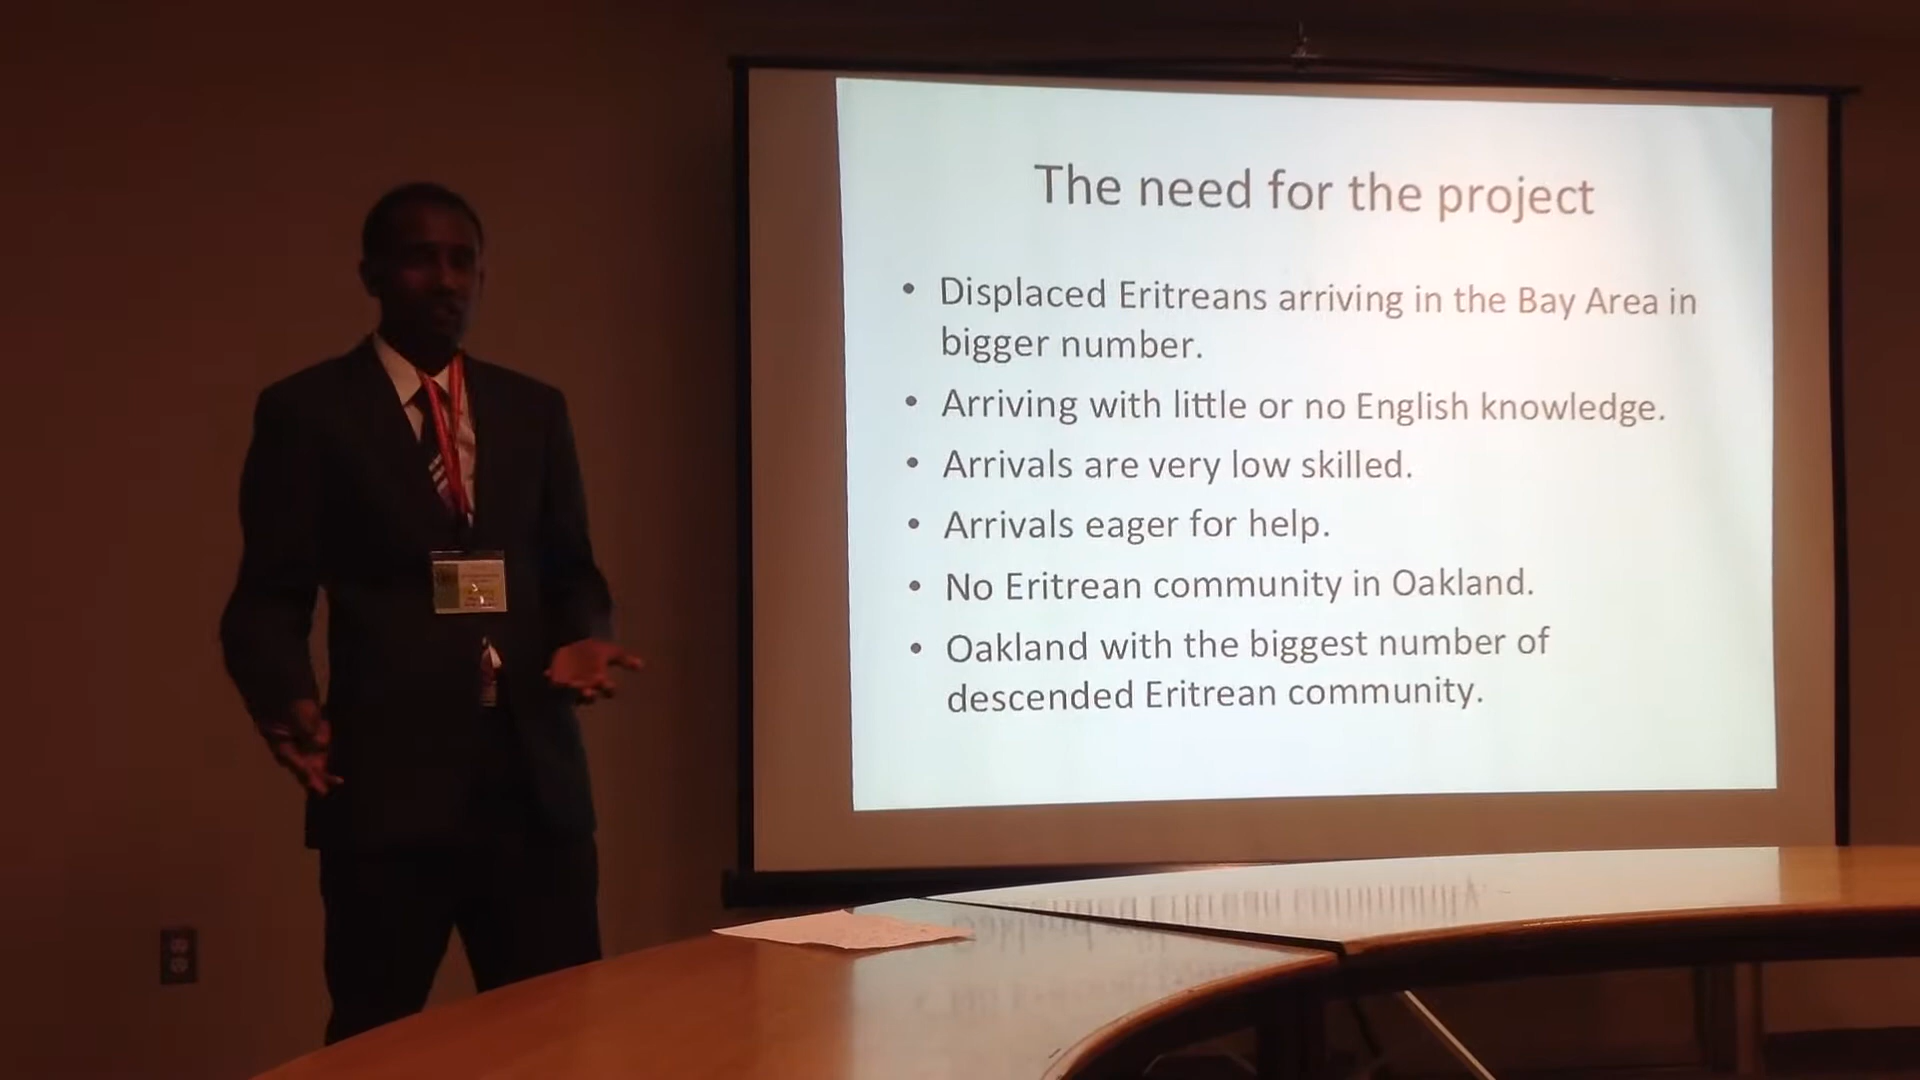 The need for the project
• Displaced Eritreans arriving in the Bay Area in
bigger number.
• Arriving with little or no English knowledge.
• Arrivals are very low skilled.
• Arrivals eager for help.
• No Eritrean community in Oakland.
• Oakland with the biggest number of
descended Eritrean community.